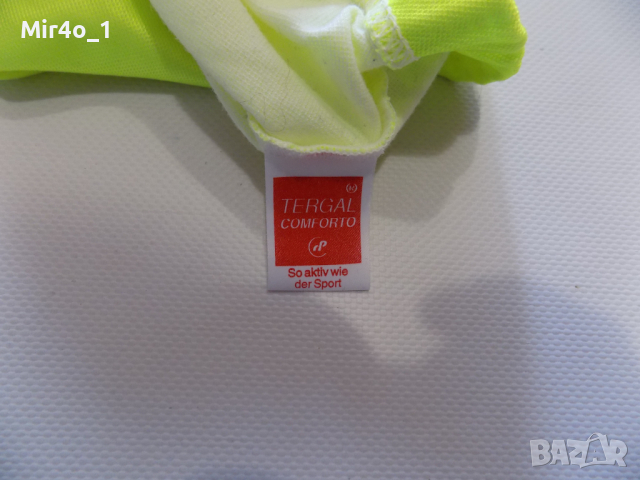 Mir4o_1
TERGAL
COMFORTO
So aktiv wie
der Sport
BAZAR